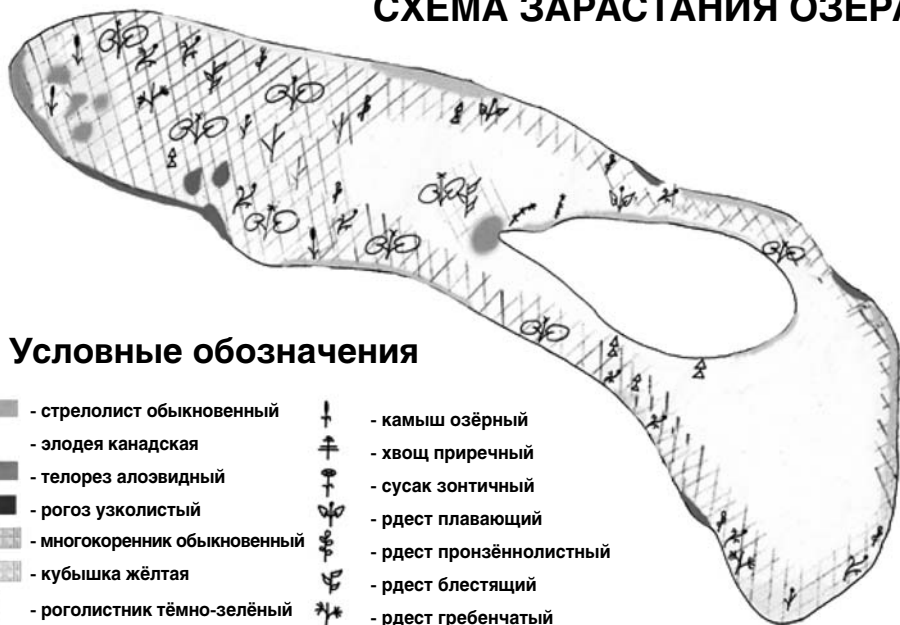 СХЕМА ЗАРАСТАНИЯ ОЗЕРА
Условные обозначения
- стрелолист обыкновенный
- элодея канадская
- телорез алоэвидный
- рогоз узколистый
- многокоренник обыкновенный
- кубышка жёлтая
- роголистник тёмно-зелёный
- камыш озёрный
- хвощ приречный
- сусак зонтичный
- рдест плавающий
- рдест пронзённолистный
- рдест блестящий
- рдест гребенчатый